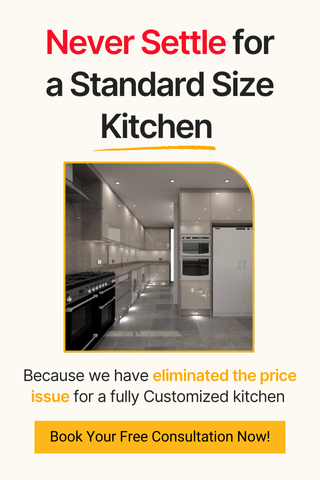 Never Settle for
a Standard Size
Kitchen
Because we have eliminated the price
issue for a fully Customized kitchen
Book Your Free Consultation Now!